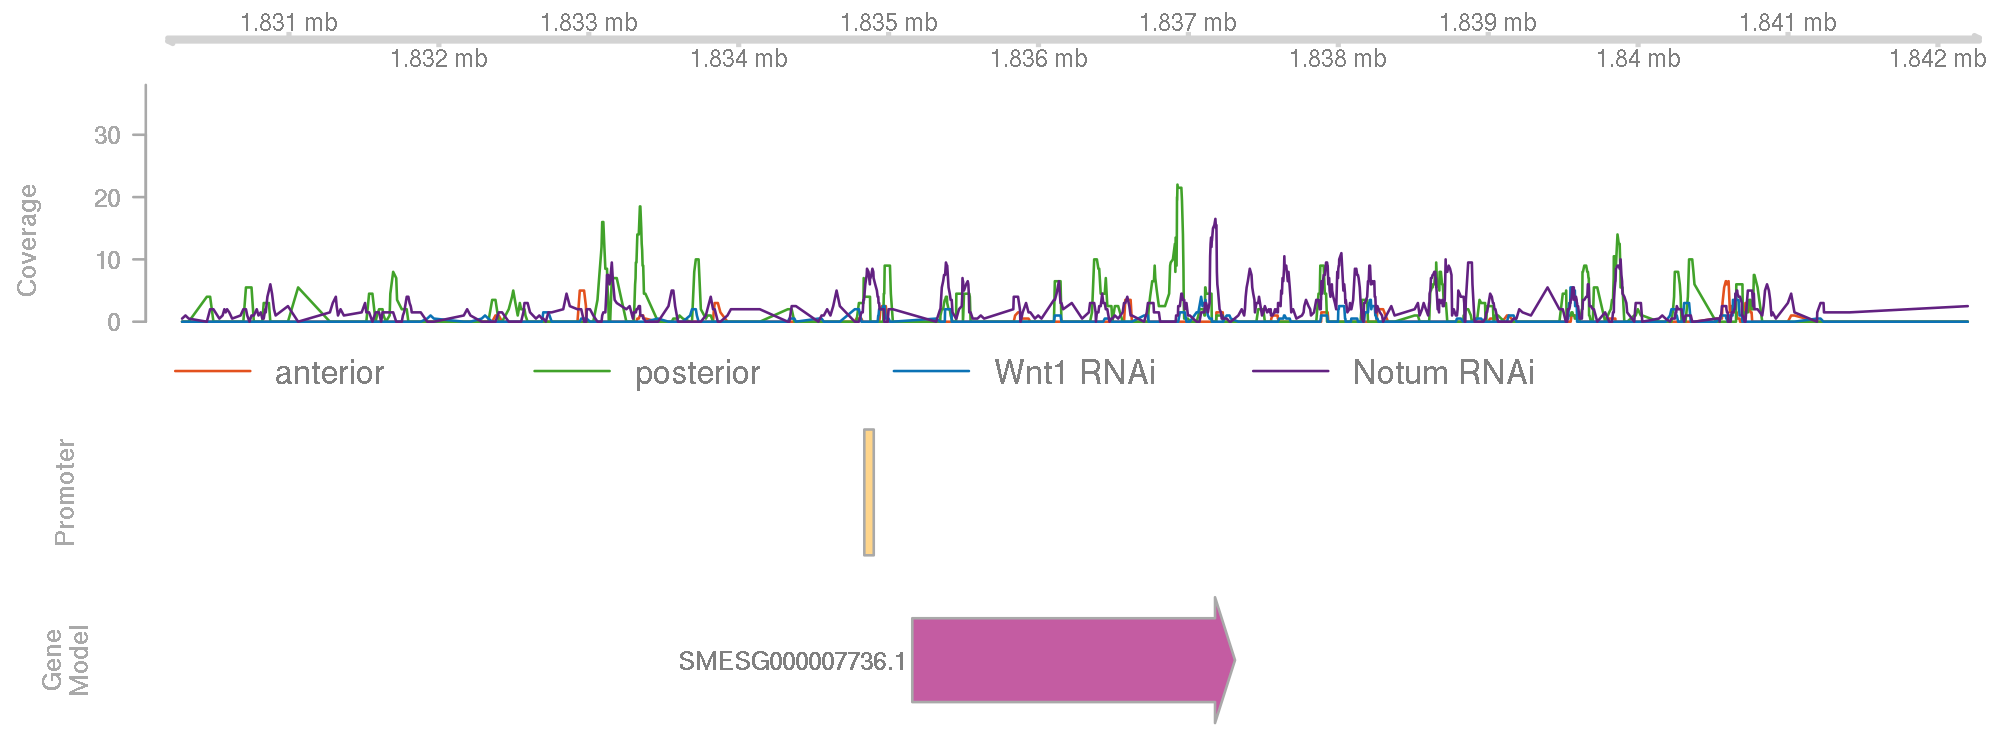 1.831 mb 1.833 mb 1.835 mb 1.837 mb 1.839 mb 1.841 mb
1.832 mb 1.834 mb 1.836 mb 1.838 mb 1.84 mb 1.842 mb
Coverage
30
20
10
0
anterior posterior Wnt1 RNAi Notum RNAi
Promoter
Gene
Model
SMESG000007736.1